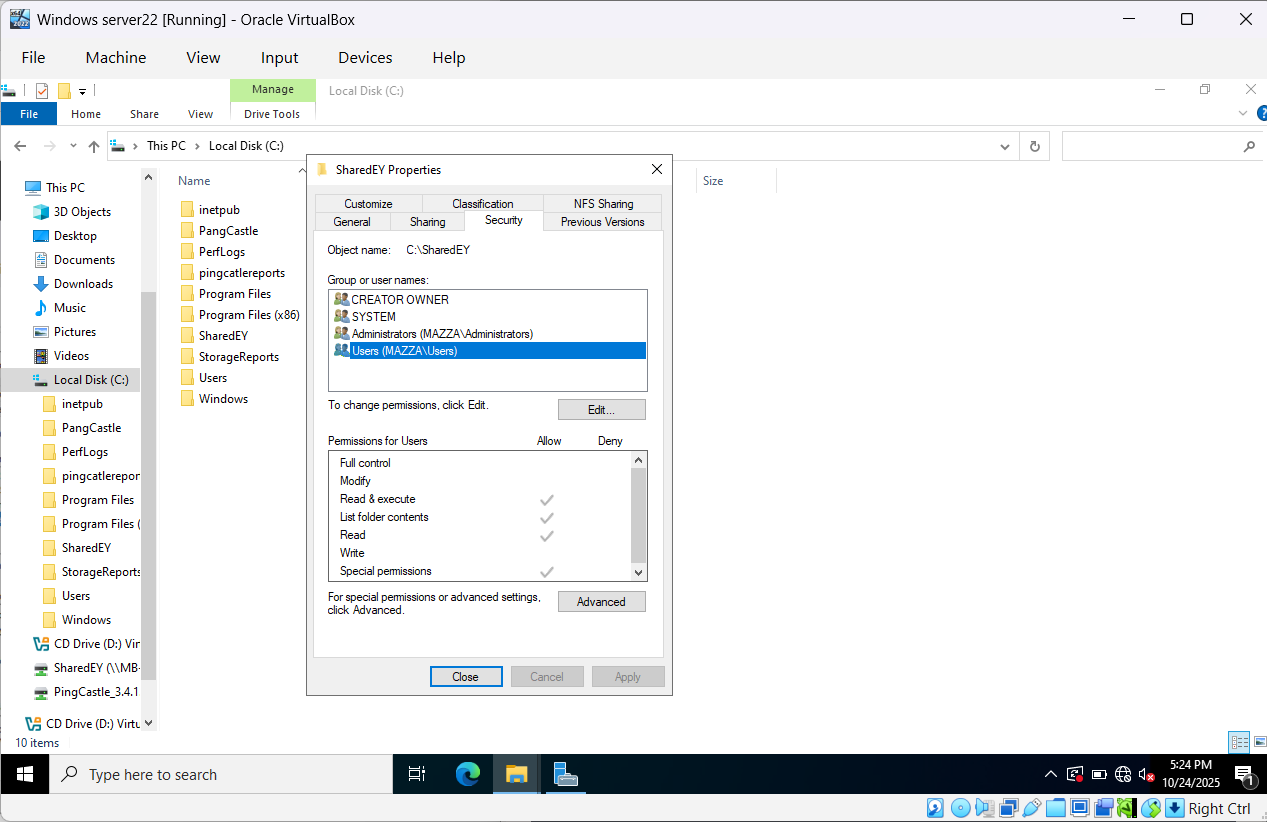 Windows server22 [Running] - Oracle VirtualBox
File Machine View Input Devices Help
Manage Local Disk (C:)
File Home Share View Drive Tools
This PC Local Disk (C:)
SharedEY Properties
Customize Classification NFS Sharing
General Sharing Security Previous Versions
Object name: C:\SharedEY
Group or user names:
CREATOR OWNER
SYSTEM
Administrators (MAZZA\Administrators)
Users (MAZZA\Users)
To change permissions, click Edit.
Edit...
Permissions for Users Allow Deny
Full control
Modify
Read & execute
List folder contents
Read
Write
Special permissions
For special permissions or advanced settings,
click Advanced.
Advanced
Close Cancel Apply
This PC
3D Objects
Desktop
Documents
Downloads
Music
Pictures
Videos
Local Disk (C:)
inetpub
PangCastle
PerfLogs
pingcatlerepor
Program Files
Program Files (
SharedEY
StorageReports
Users
Windows
CD Drive (D:) Vir
SharedEY (\\MB-
PingCastle_3.4.1
CD Drive (D:) Virtu
Name Size
inetpub
PangCastle
PerfLogs
pingcatlereports
Program Files
Program Files (x86)
SharedEY
StorageReports
Users
Windows
10 items
Type here to search
5:24 PM
10/24/2025
1
Right Ctrl